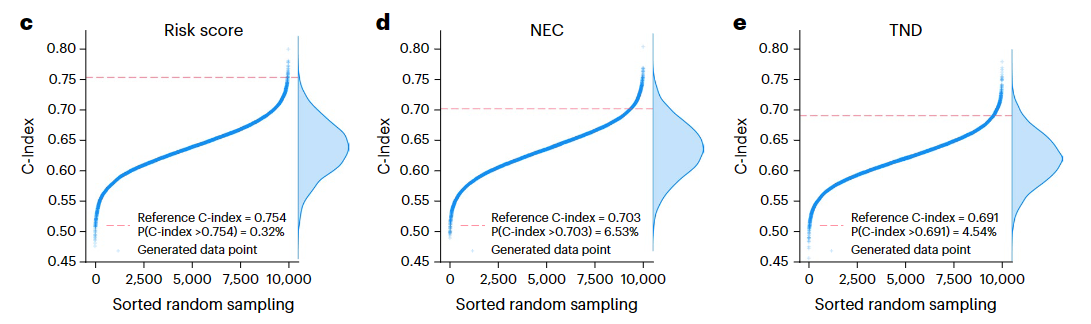 c
Risk score
0.80
0.75
0.70
0.65
0.60
0.55
0.50
0.45
C-Index
Reference C-index = 0.754
P(C-index >0.754) = 0.32%
Generated data point
0 2,500 5,000 7,500 10,000
Sorted random sampling
d
NEC
0.80
0.75
0.70
0.65
0.60
0.55
0.50
0.45
C-Index
Reference C-index = 0.703
P(C-index >0.703) = 6.53%
Generated data point
0 2,500 5,000 7,500 10,000
Sorted random sampling
e
TND
0.80
0.75
0.70
0.65
0.60
0.55
0.50
0.45
C-Index
Reference C-index = 0.691
P(C-index >0.691) = 4.54%
Generated data point
0 2,500 5,000 7,500 10,000
Sorted random sampling